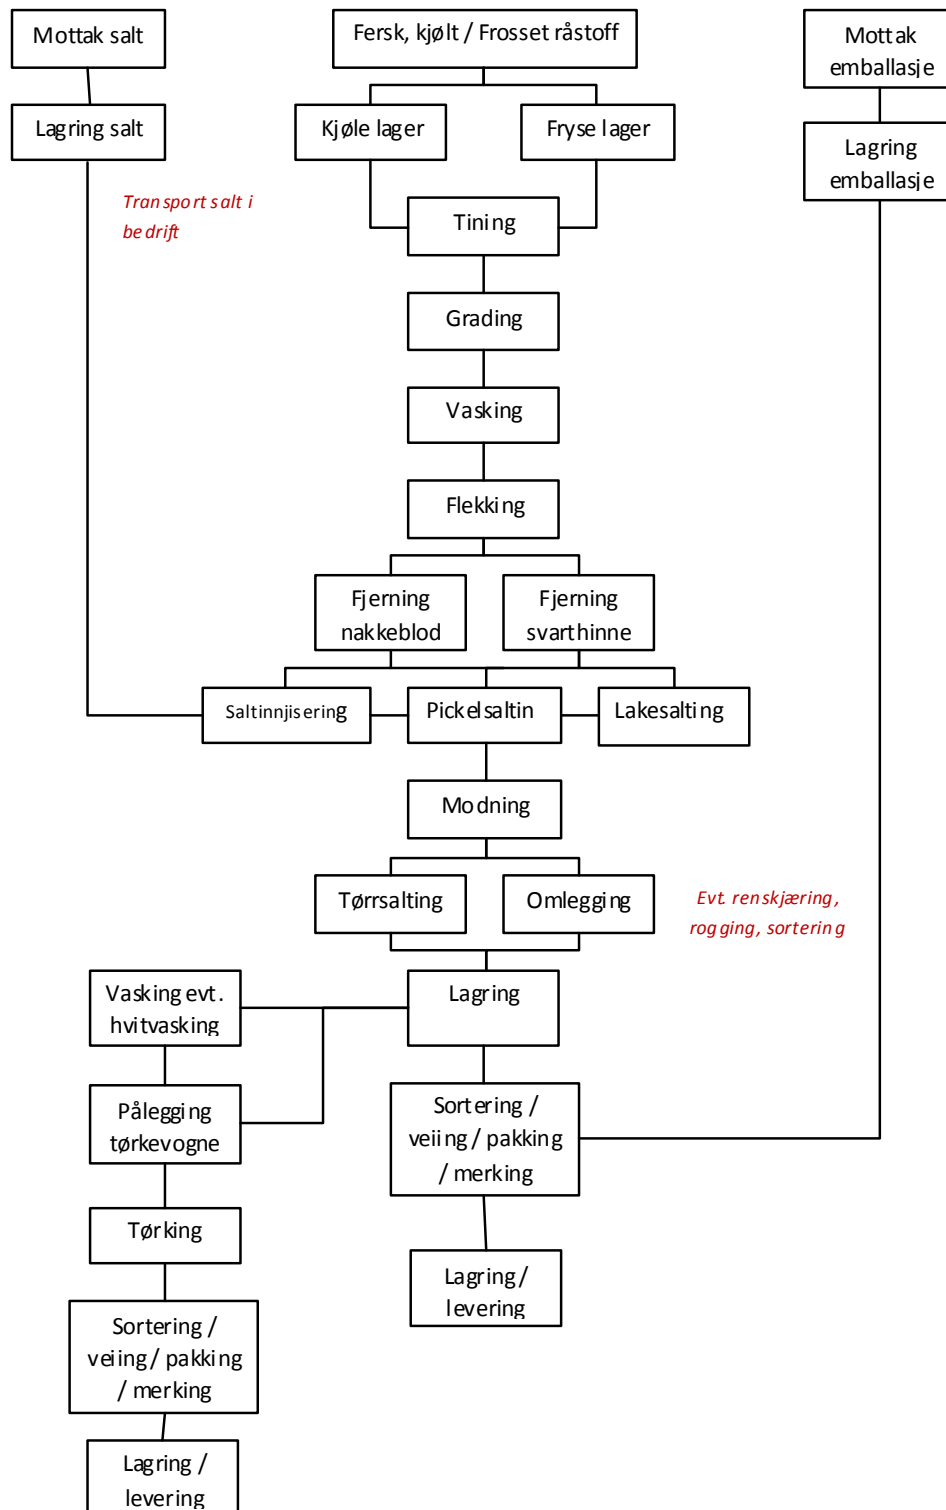 Mottak salt
Fersk, kjølt / Frosset råstoff
Mottak
emballasje
Lagring salt
Kjøle lager
Fryse lager
Lagring
emballasje
Transport salt i
bedrift
Tining
Grading
Vasking
Flekking
Fjerning
nakkeblod
Fjerning
svarthinne
Saltinnjisering
Pickelsaltin
Lakesalting
Modning
Tørrsalting
Omlegging
Evt. renskjæring,
rogging, sortering
Vasking evt.
hvitvasking
Lagring
Pålegging
tørkevogne
Sortering /
veiing / pakking
/ merking
Tørking
Lagring /
levering
Sortering /
veiing / pakking
/ merking
Lagring /
levering